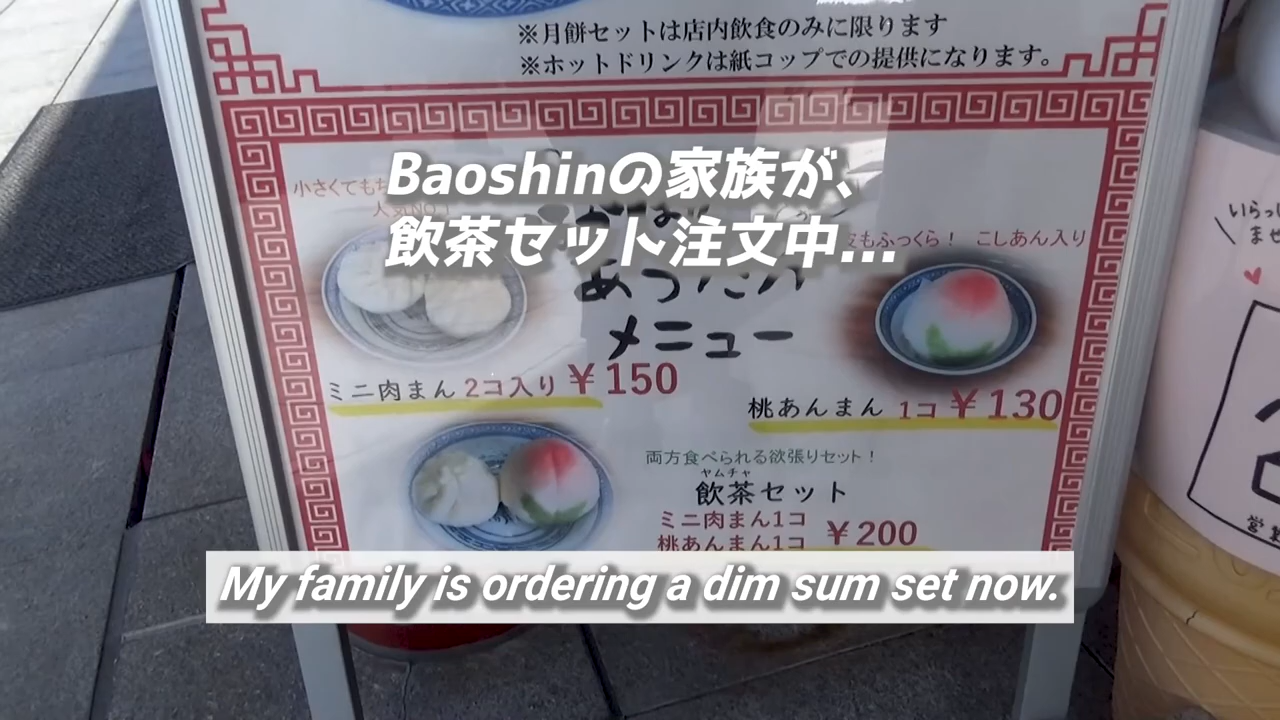 ※月餅セットは店内飲食のみに限ります
※ホットドリンクは紙コップでの提供になります。
小さくても
人気NO.1
Baoshinの家族が、
飲茶セット注文中...
もふっくら！ こしあん入り
メニュー
ミニ肉まん 2コ入り ¥150
桃あんまん 1コ ¥130
両方食べられる欲張りセット！
ヤムチャ
飲茶セット
ミニ肉まん1コ
桃あんまん1コ
¥200
いらっ
ませ
My family is ordering a dim sum set now.